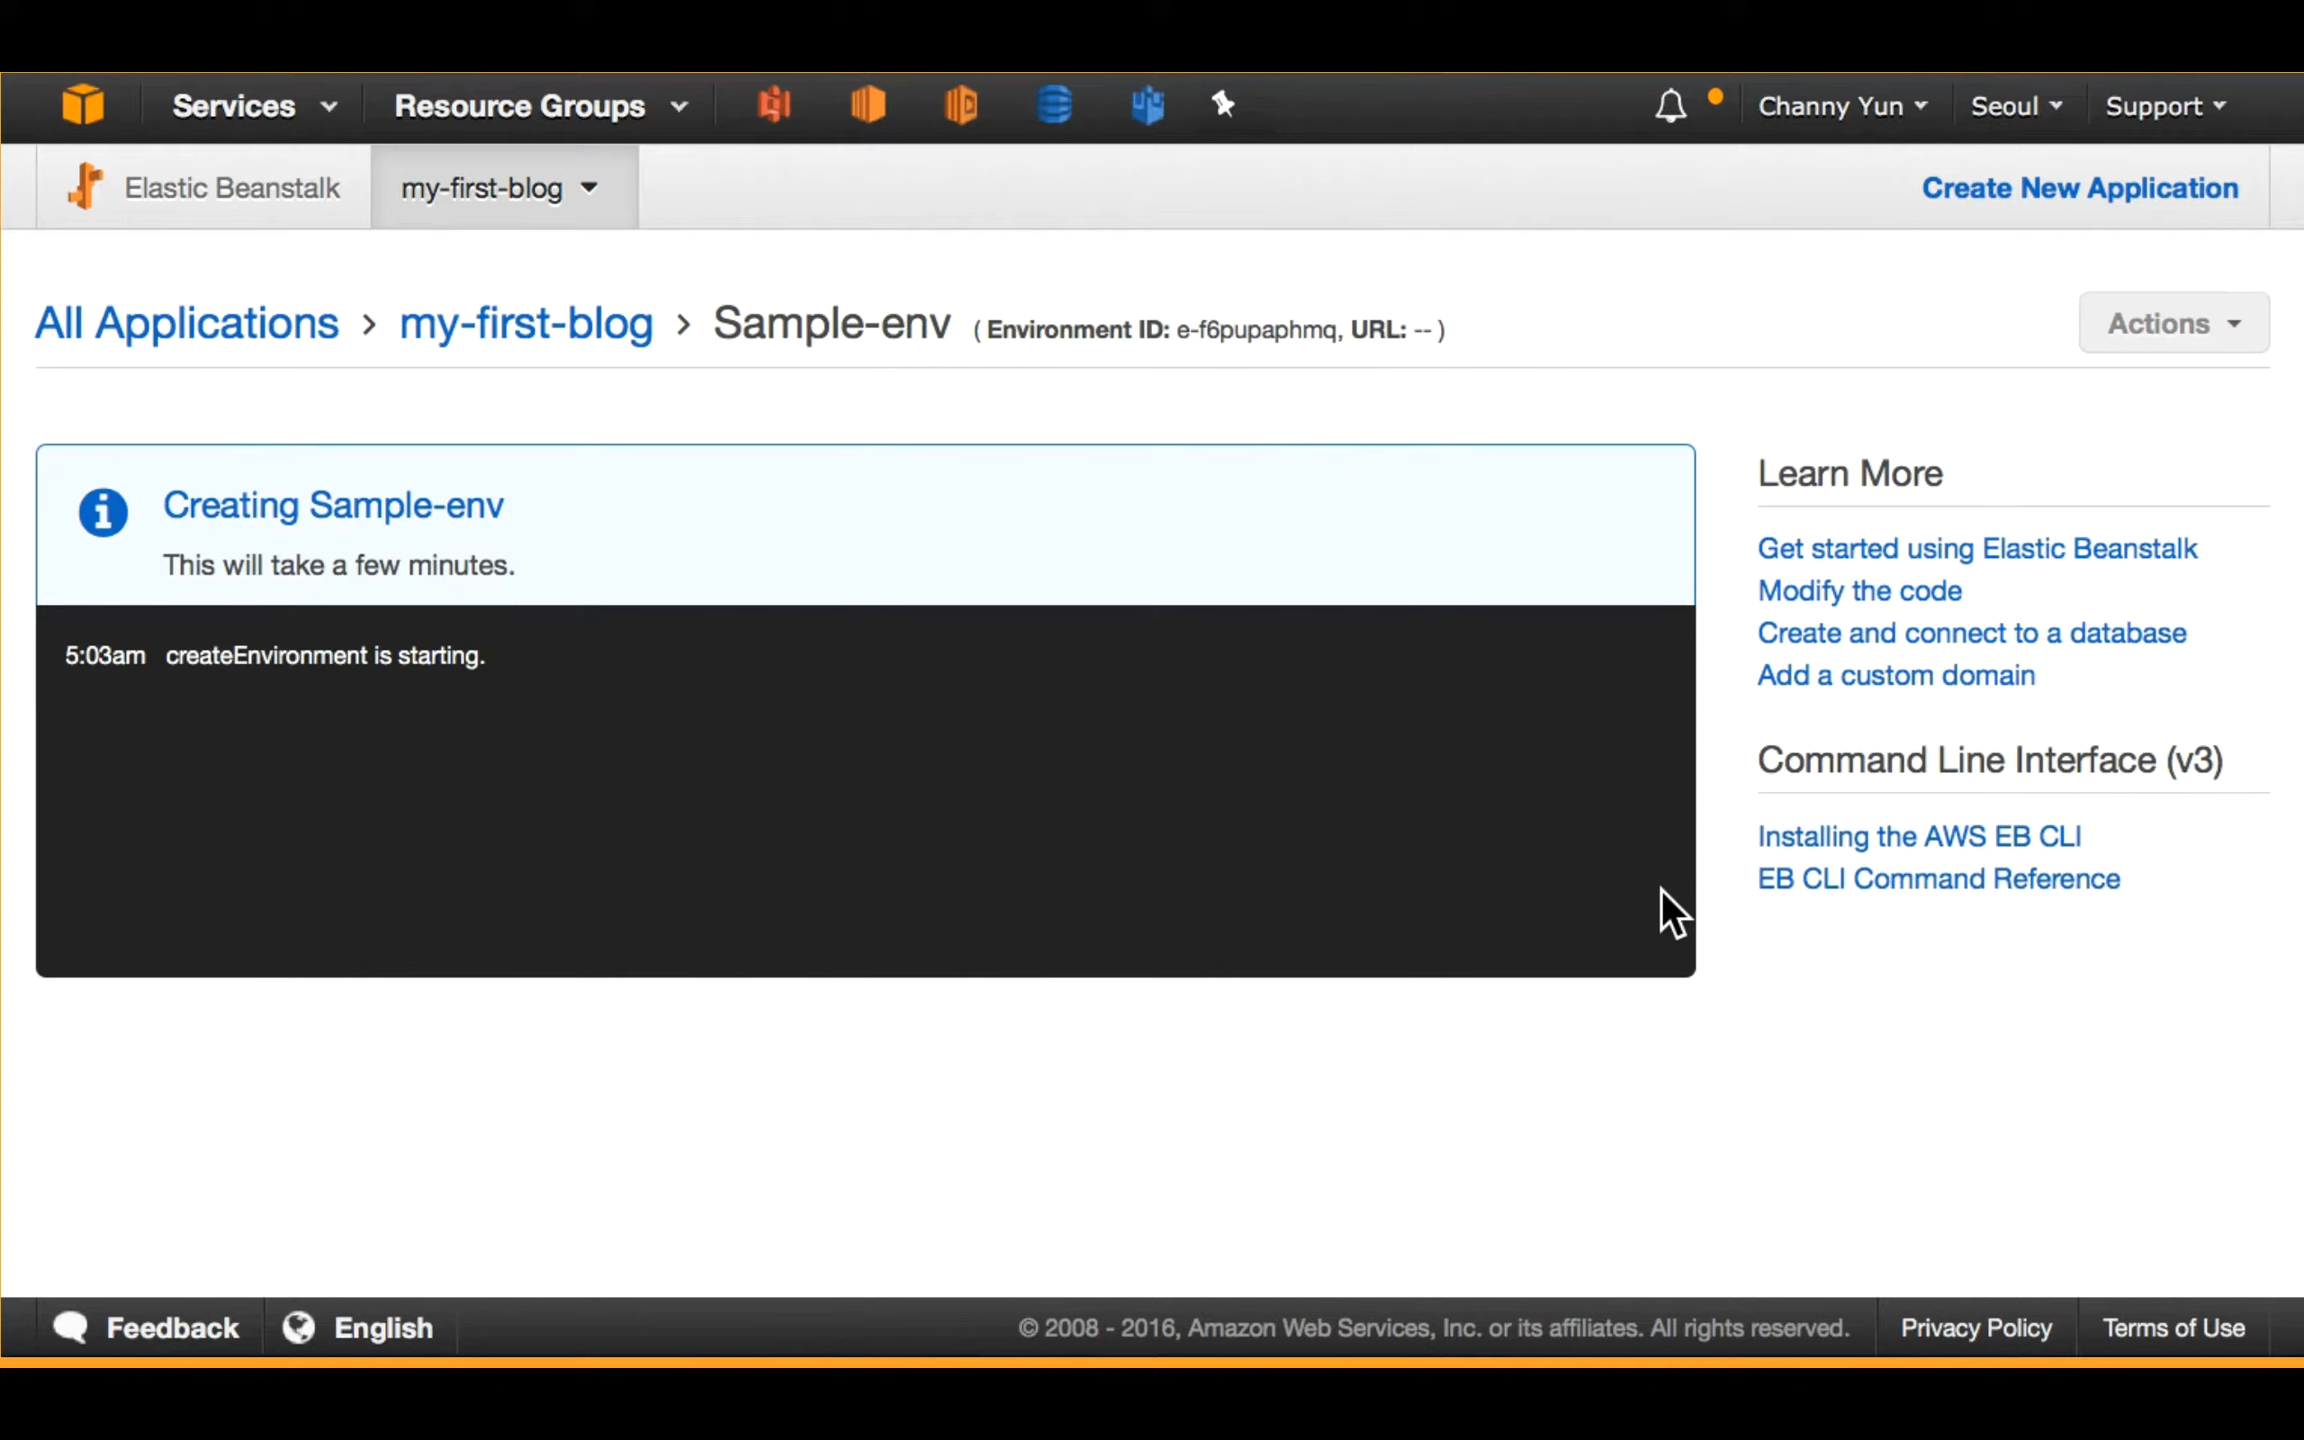 Services Resource Groups Channy Yun Seoul Support
Elastic Beanstalk my-first-blog Create New Application
All Applications > my-first-blog > Sample-env ( Environment ID: e-f6pupaphmq, URL: -- ) Actions
Creating Sample-env
This will take a few minutes.
5:03am createEnvironment is starting.
Learn More
Get started using Elastic Beanstalk
Modify the code
Create and connect to a database
Add a custom domain
Command Line Interface (v3)
Installing the AWS EB CLI
EB CLI Command Reference
Feedback English © 2008 - 2016, Amazon Web Services, Inc. or its affiliates. All rights reserved. Privacy Policy Terms of Use